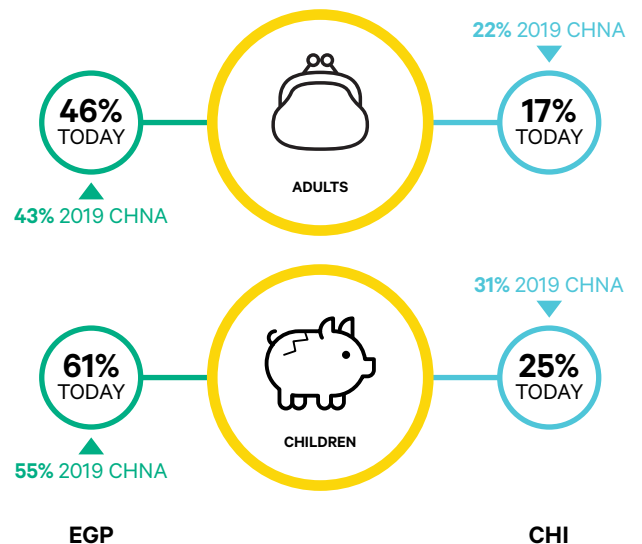 22% 2019 CHNA
46%
TODAY
17%
TODAY
ADULTS
43% 2019 CHNA
31% 2019 CHNA
61%
TODAY
25%
TODAY
CHILDREN
55% 2019 CHNA
EGP
CHI